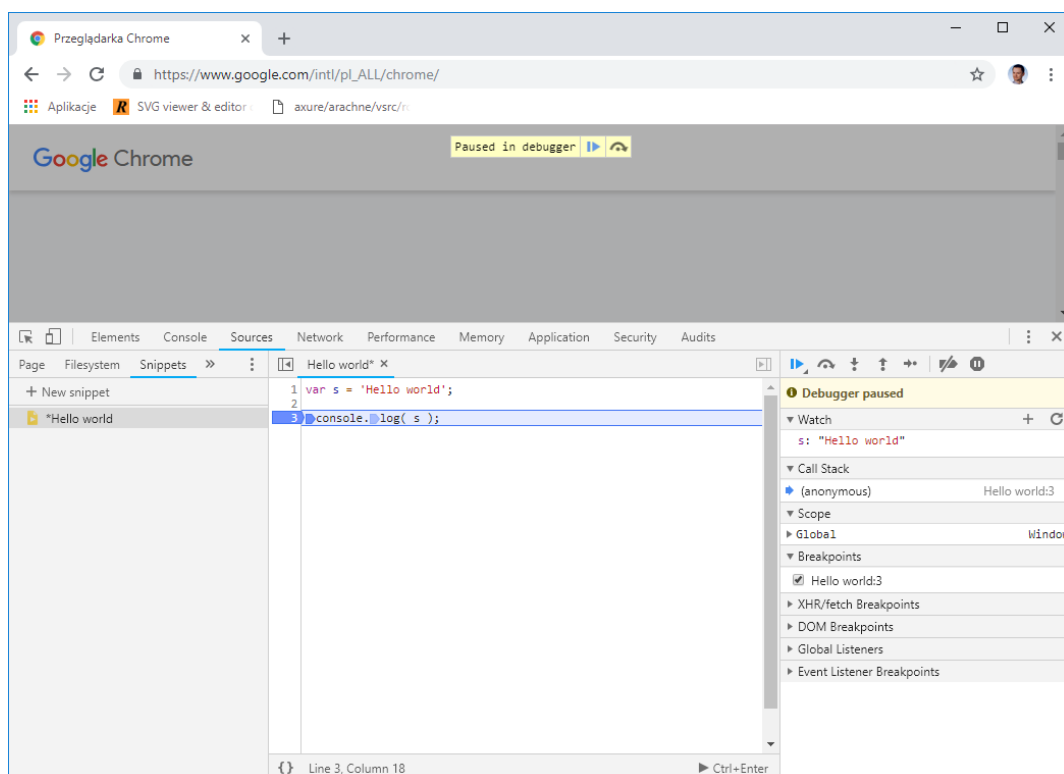 Przeglądarka Chrome
https://www.google.com/intl/pl_ALL/chrome/
Aplikacje R SVG viewer & editor axure/arachne/vsrc/
Google Chrome
Paused in debugger
Elements Console Sources Network Performance Memory Application Security Audits
Page Filesystem Snippets » Hello world* ×
+ New snippet
*Hello world
1 var s = 'Hello world';
2
3 console.log( s );
{} Line 3, Column 18 Ctrl+Enter
Debugger paused
Watch
s: "Hello world"
Call Stack
(anonymous) Hello world:3
Scope
Global Window
Breakpoints
Hello world:3
XHR/fetch Breakpoints
DOM Breakpoints
Global Listeners
Event Listener Breakpoints